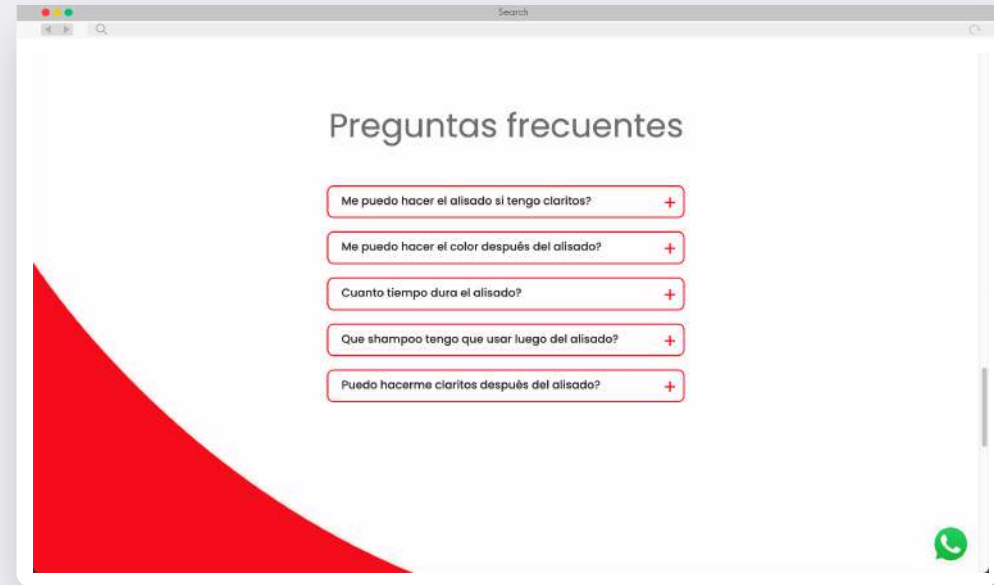 Search
Preguntas frecuentes
Me puedo hacer el alisado si tengo claritos? +
Me puedo hacer el color después del alisado? +
Cuanto tiempo dura el alisado? +
Que shampoo tengo que usar luego del alisado? +
Puedo hacerme claritos después del alisado? +